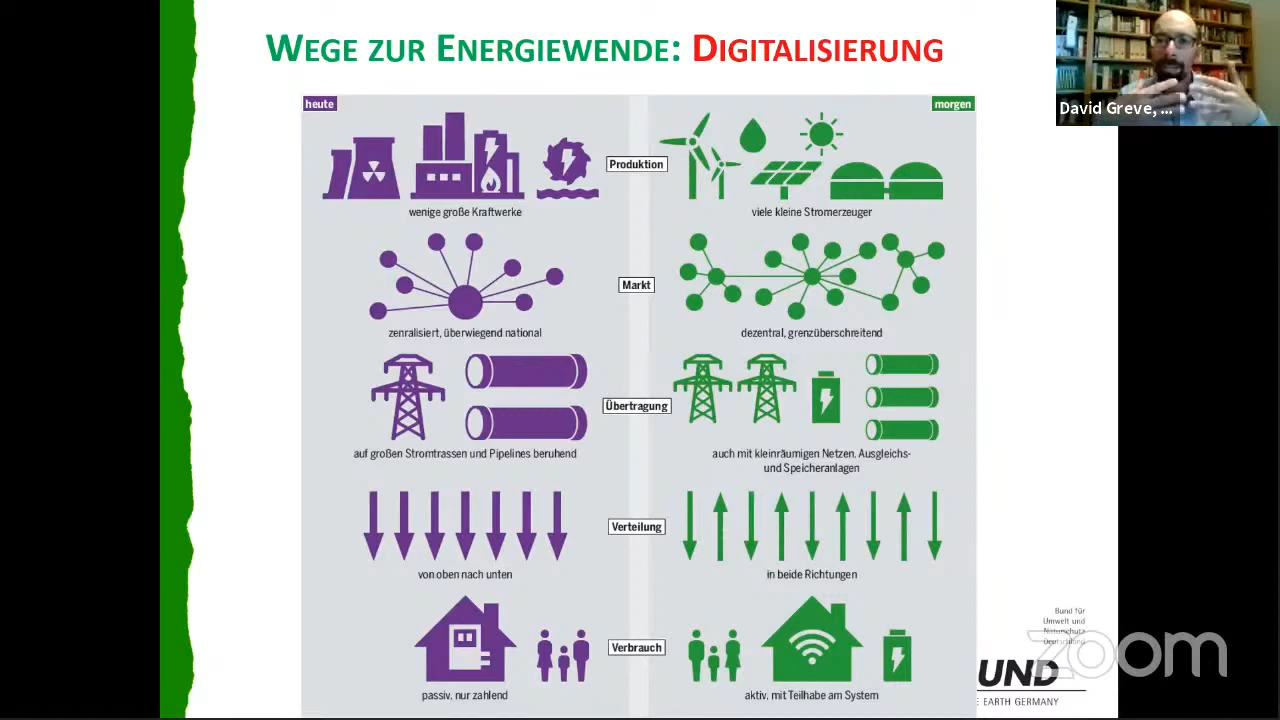 WEGE ZUR ENERGIEWENDE: DIGITALISIERUNG
David Greve, ...
heute
morgen
Produktion
wenige große Kraftwerke
viele kleine Stromerzeuger
Markt
zenralisiert, überwiegend national
dezentral, grenzüberschreitend
Übertragung
auf großen Stromtrassen und Pipelines beruhend
auch mit kleinräumigen Netzen, Ausgleichs-
und Speicheranlagen
Verteilung
von oben nach unten
in beide Richtungen
Verbrauch
passiv, nur zahlend
aktiv, mit Teilhabe am System
Bund für
Umwelt und
Naturschutz
Deutschland
zoom
UND
E EARTH GERMANY